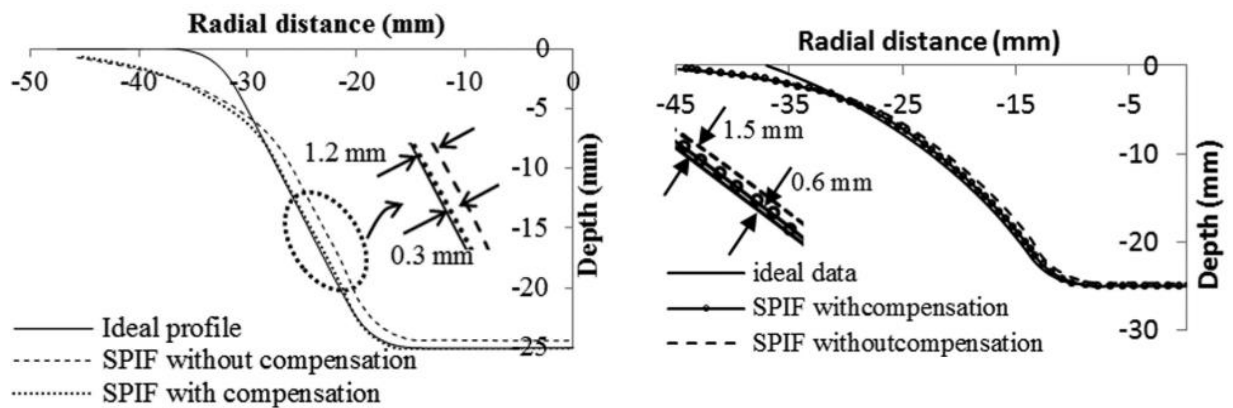 Radial distance (mm)
-50 -40 -30 -20 -10 0
0
-5
-10
-15
-20
-25
Depth (mm)
1.2 mm
0.3 mm
Ideal profile
SPIF without compensation
SPIF with compensation
Radial distance (mm)
-45 -35 -25 -15 -5
0
-10
-20
-30
Depth (mm)
1.5 mm
0.6 mm
ideal data
SPIF withcompensation
SPIF withoutcompensation